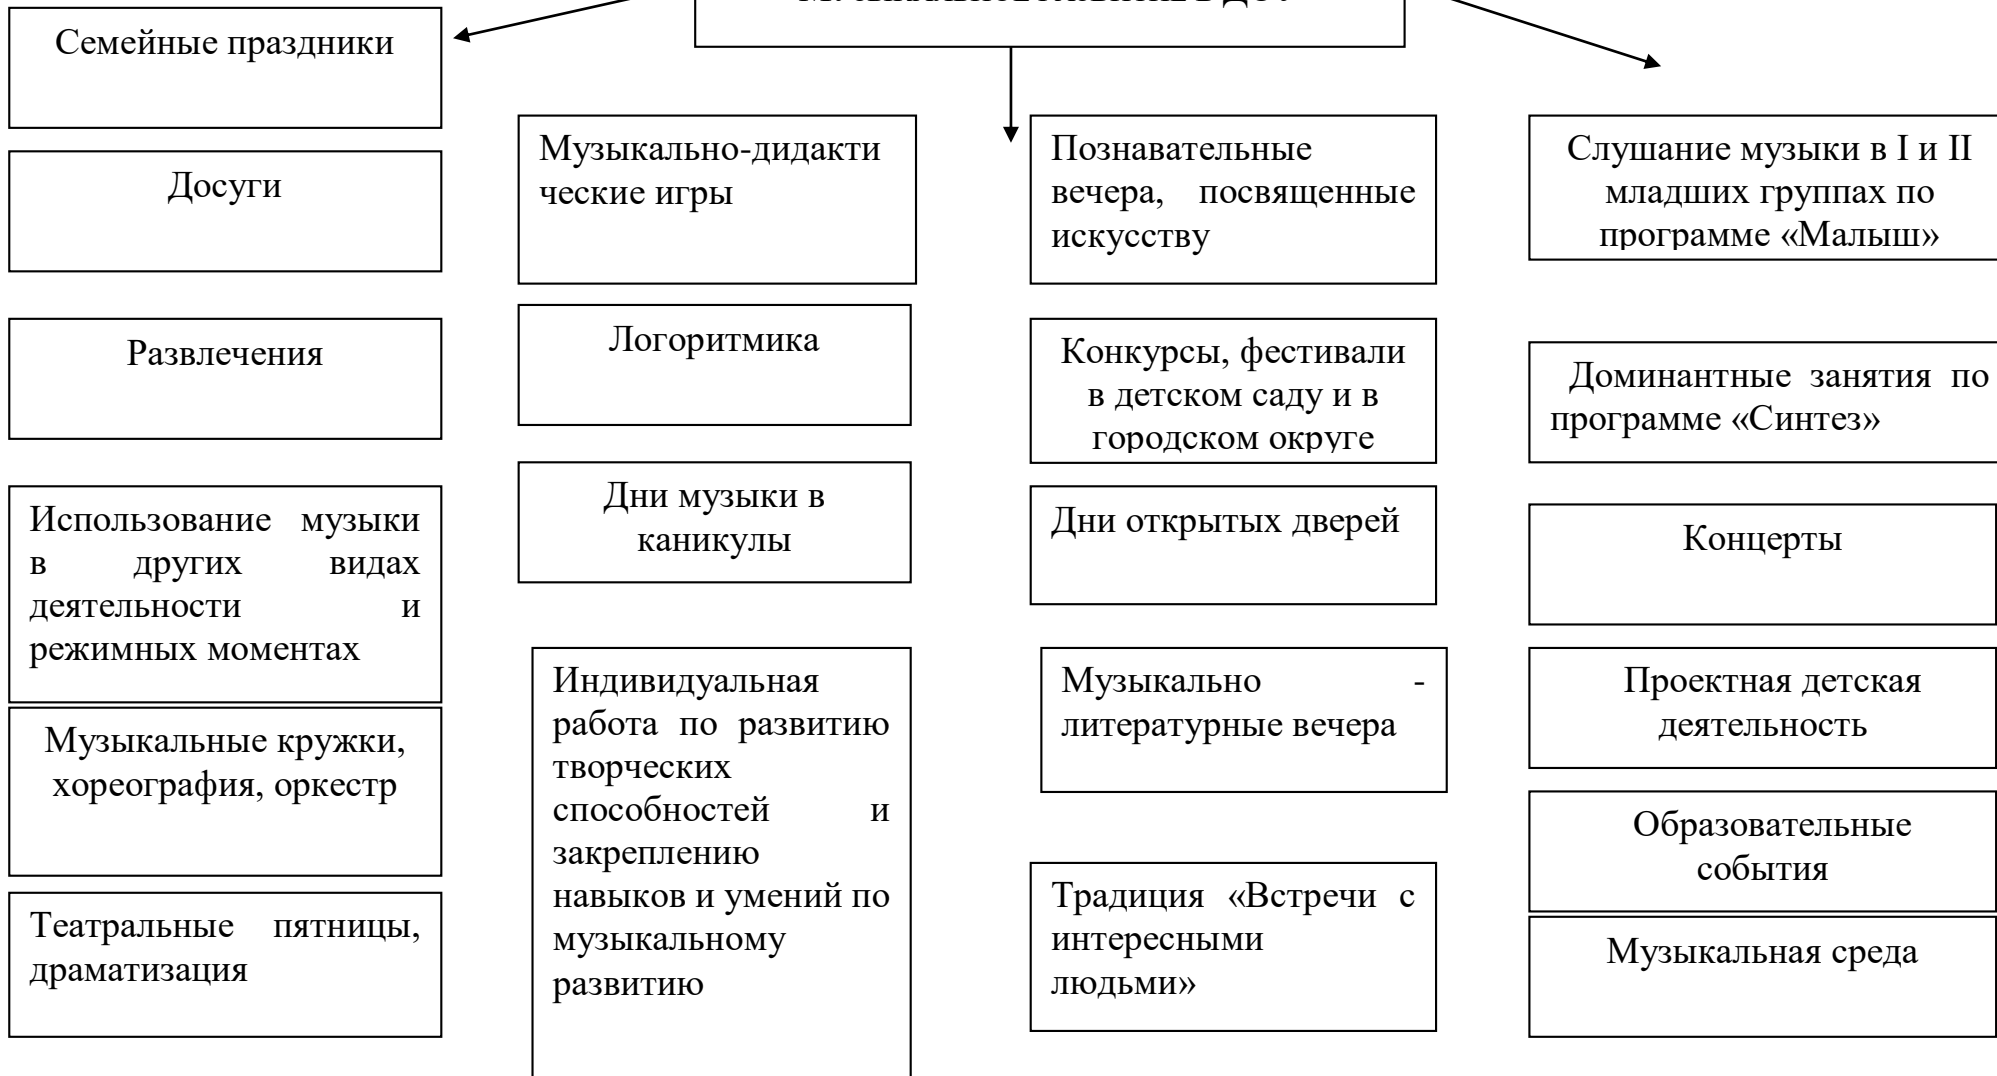 Семейные праздники
Досуги
Развлечения
Использование музыки
в других видах
деятельности и
режимных моментах
Музыкальные кружки,
хореография, оркестр
Театральные пятницы,
драматизация
Музыкально-дидакти
ческие игры
Логоритмика
Дни музыки в
каникулы
Индивидуальная
работа по развитию
творческих
способностей и
закреплению
навыков и умений по
музыкальному
развитию
Познавательные
вечера, посвященные
искусству
Конкурсы, фестивали
в детском саду и в
городском округе
Дни открытых дверей
Музыкально -
литературные вечера
Традиция «Встречи с
интересными
людьми»
Слушание музыки в I и II
младших группах по
программе «Малыш»
Доминантные занятия по
программе «Синтез»
Концерты
Проектная детская
деятельность
Образовательные
события
Музыкальная среда